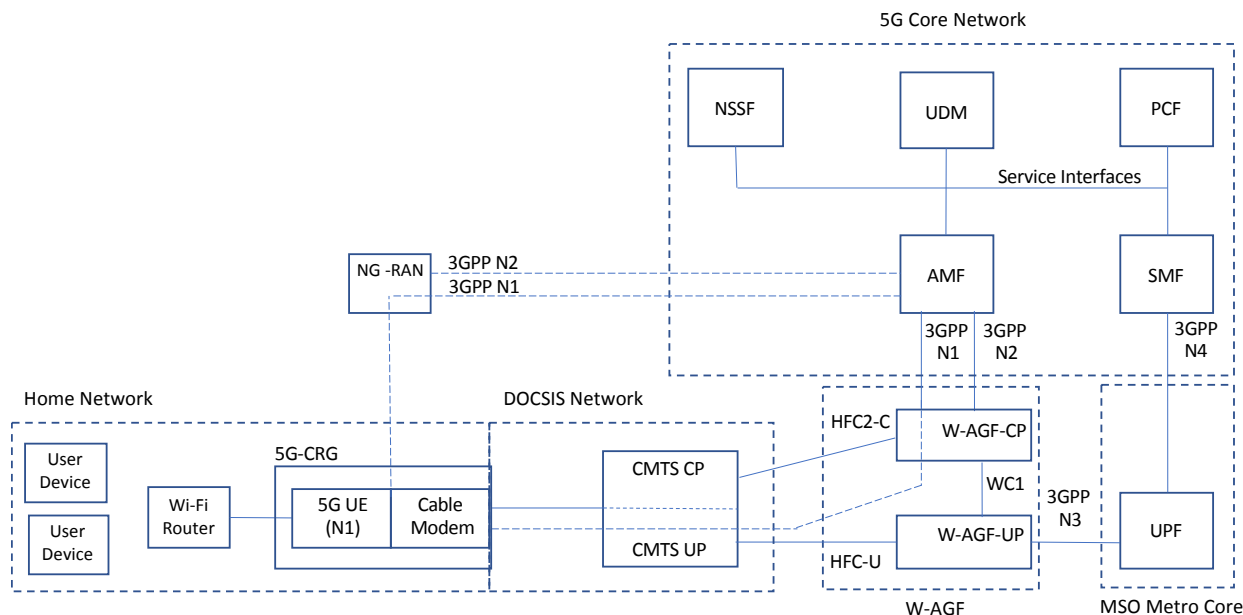 5G Core Network
NSSF
UDM
PCF
Service Interfaces
NG -RAN
3GPP N2
3GPP N1
AMF
SMF
3GPP
N1
3GPP
N2
3GPP
N4
Home Network
DOCSIS Network
User
Device
User
Device
Wi-Fi
Router
5G-CRG
5G UE
(N1)
Cable
Modem
CMTS CP
CMTS UP
HFC2-C
W-AGF-CP
WC1
W-AGF-UP
HFC-U
3GPP
N3
UPF
W-AGF
MSO Metro Core